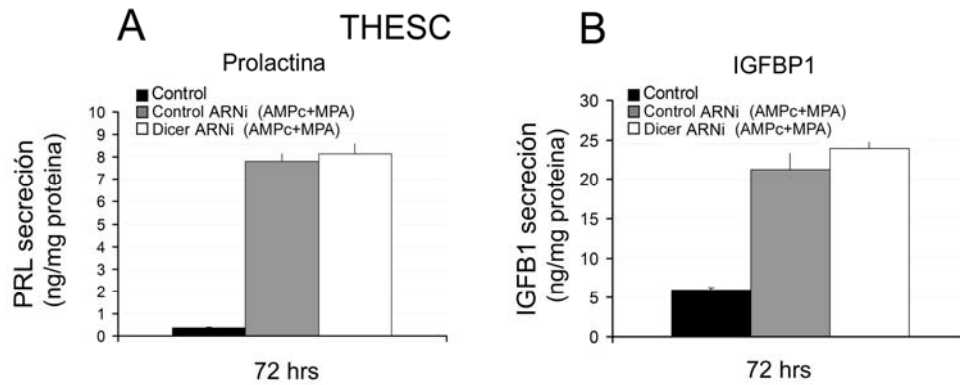 A
THESC
Prolactina
Control
Control ARNi (AMPc+MPA)
Dicer ARNi (AMPc+MPA)
10
9
8
7
6
5
4
3
2
1
0
PRL secreción
(ng/mg proteina)
72 hrs
B
IGFBP1
Control
Control ARNi (AMPc+MPA)
Dicer ARNi (AMPc+MPA)
30
25
20
15
10
5
0
IGFB1 secreción
(ng/mg proteina)
72 hrs